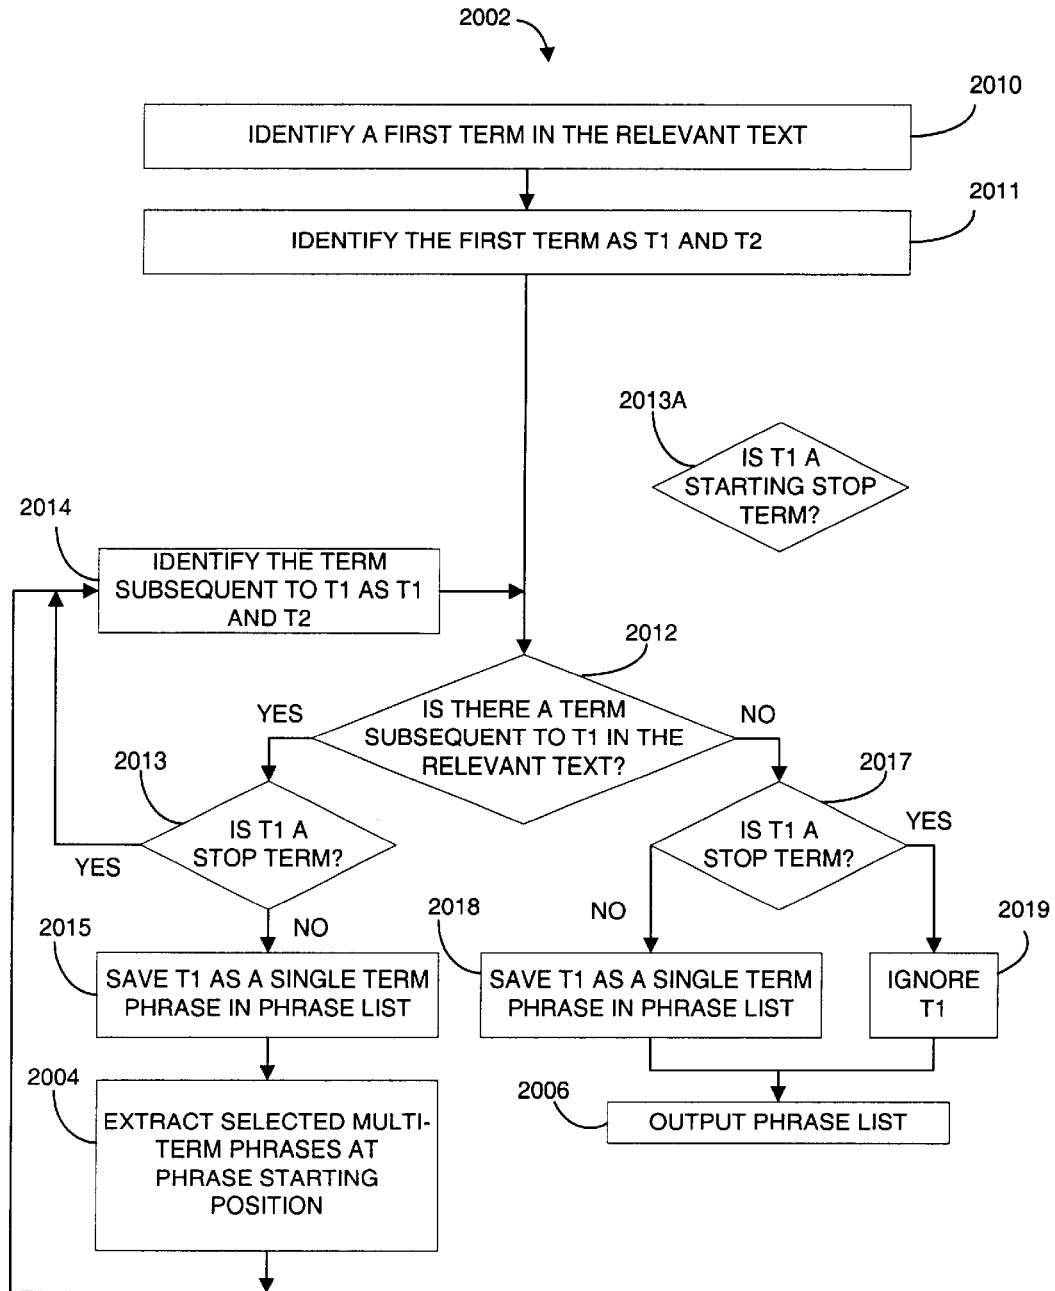 2002
2010
IDENTIFY A FIRST TERM IN THE RELEVANT TEXT
2011
IDENTIFY THE FIRST TERM AS T1 AND T2
2013A
IS T1 A
STARTING STOP
TERM?
2014
IDENTIFY THE TERM
SUBSEQUENT TO T1 AS T1
AND T2
2012
IS THERE A TERM
SUBSEQUENT TO T1 IN THE
RELEVANT TEXT?
YES
NO
2013
IS T1 A
STOP TERM?
YES
NO
2017
IS T1 A
STOP TERM?
YES
NO
2015
SAVE T1 AS A SINGLE TERM
PHRASE IN PHRASE LIST
2018
SAVE T1 AS A SINGLE TERM
PHRASE IN PHRASE LIST
2019
IGNORE
T1
2004
EXTRACT SELECTED MULTI-
TERM PHRASES AT
PHRASE STARTING
POSITION
2006
OUTPUT PHRASE LIST